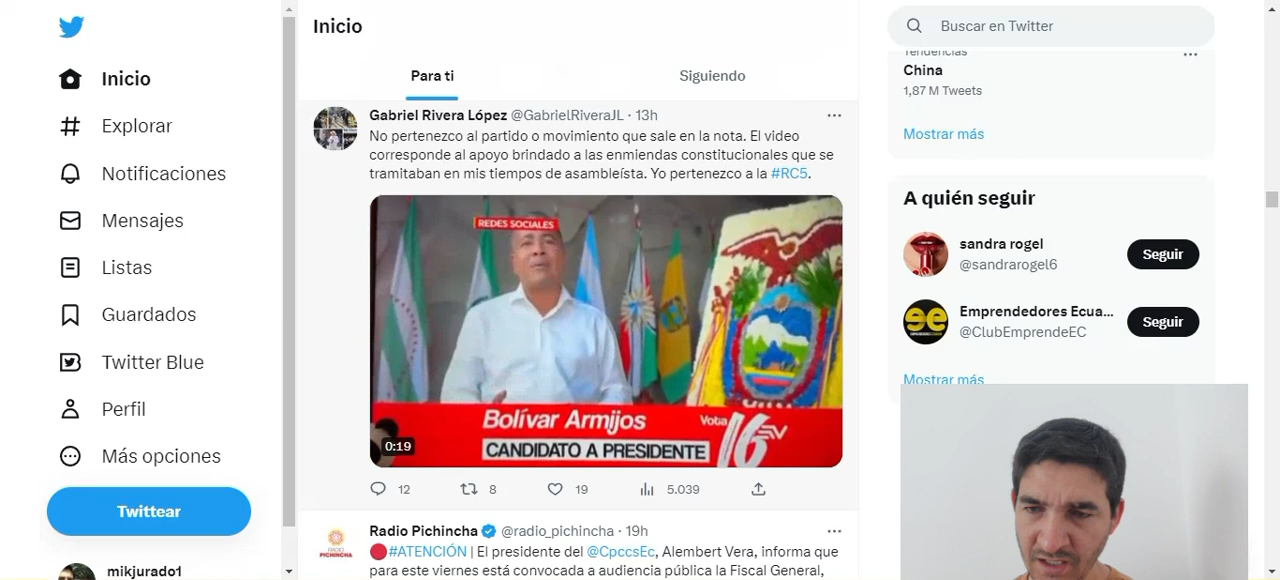 Inicio
Explorar
Notificaciones
Mensajes
Listas
Guardados
Twitter Blue
Perfil
Más opciones
Twittear
mikjurado1
Inicio
Para ti
Siguiendo
Gabriel Rivera López @GabrielRiveraJL · 13h
No pertenezco al partido o movimiento que sale en la nota. El video
corresponde al apoyo brindado a las enmiendas constitucionales que se
tramitaban en mis tiempos de asambleísta. Yo pertenezco a la #RC5.
REDES SOCIALES
Bolívar Armijos
CANDIDATO A PRESIDENTE
Vota 16
0:19
12
8
19
5.039
Radio Pichincha @radio_pichincha · 19h
#ATENCIÓN | El presidente del @CpccsEc, Alembert Vera, informa que
para este viernes está convocada a audiencia pública la Fiscal General,
Buscar en Twitter
Tendencias
China
1,87 M Tweets
Mostrar más
A quién seguir
sandra rogel
@sandrarogel6
Seguir
Emprendedores Ecua...
@ClubEmprendeEC
Seguir
Mostrar más